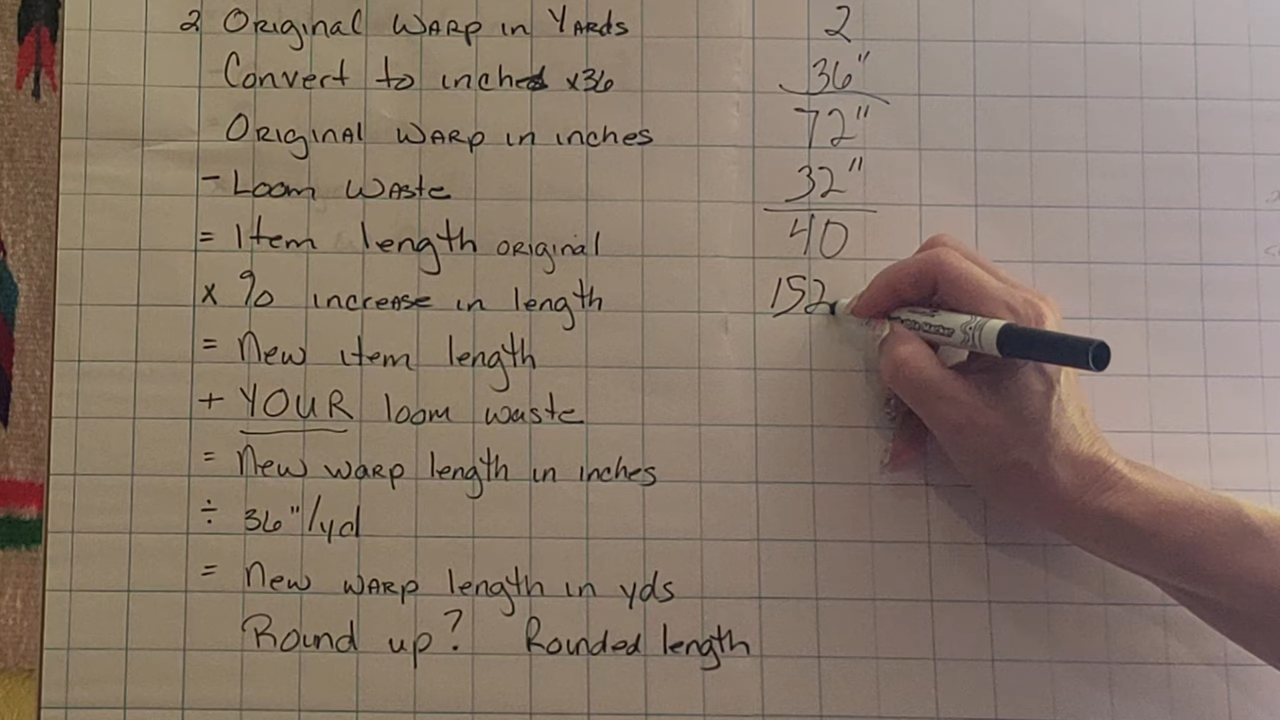 2 Original WARP in YARDS 2
Convert to inches x36 36"
Original WARP in inches 72"
- Loom Waste 32"
= Item length original 40
x % increase in length 152
= New item length
+ YOUR loom waste
= New warp length in inches
÷ 36"/yd
= New WARP length in yds
Round up? Rounded length